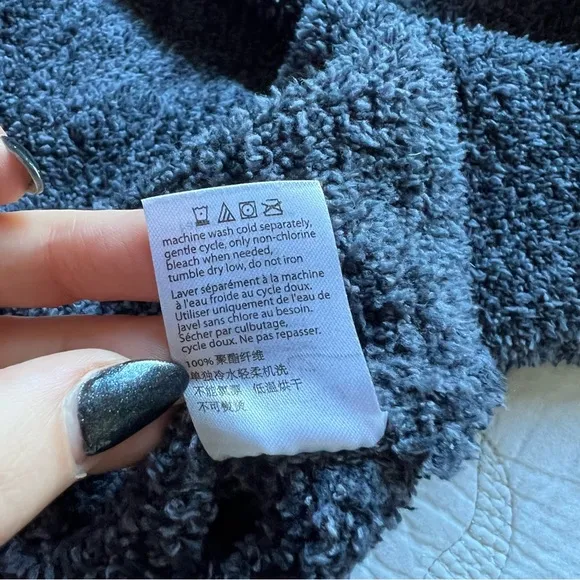 machine wash cold separately,
gentle cycle, only non-chlorine
bleach when needed,
tumble dry low, do not iron
Laver séparément à la machine
à l'eau froide au cycle doux.
Utiliser uniquement de l'eau de
javel sans chlore au besoin.
Sécher par culbutage,
cycle doux. Ne pas repasser.
100% 聚酯纤维
单独冷水轻柔机洗
不能氯漂 低温烘干
不可熨烫